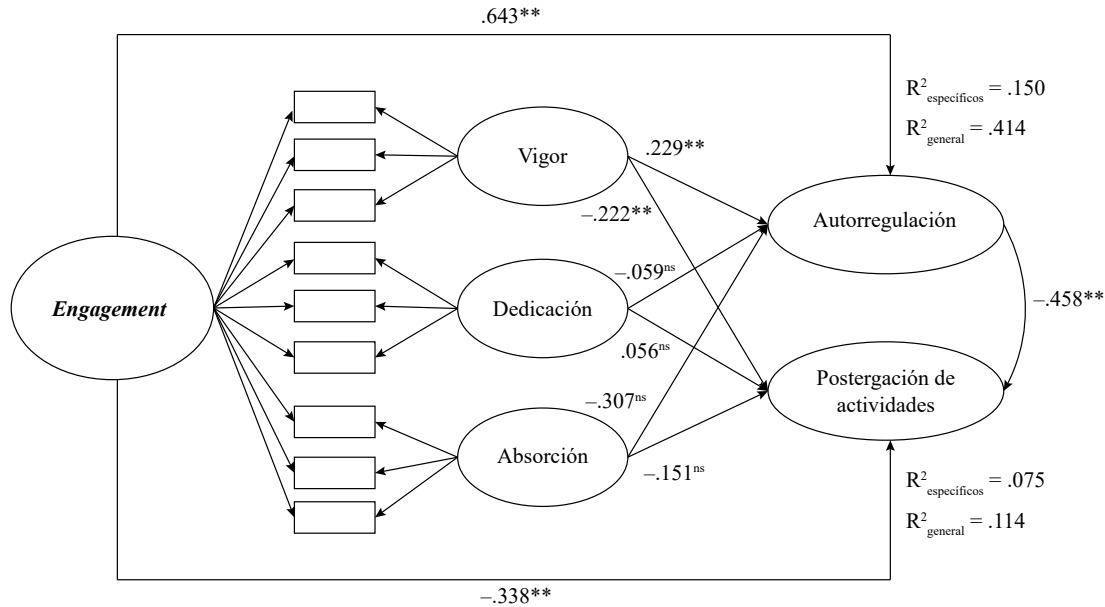 .643**
R²específicos = .150
R²general = .414
Vigor
.229**
–.222**
Autorregulación
Engagement
Dedicación
–.059ns
.056ns
–.458**
Postergación de
actividades
–.307ns
Absorción
–.151ns
R²específicos = .075
R²general = .114
–.338**